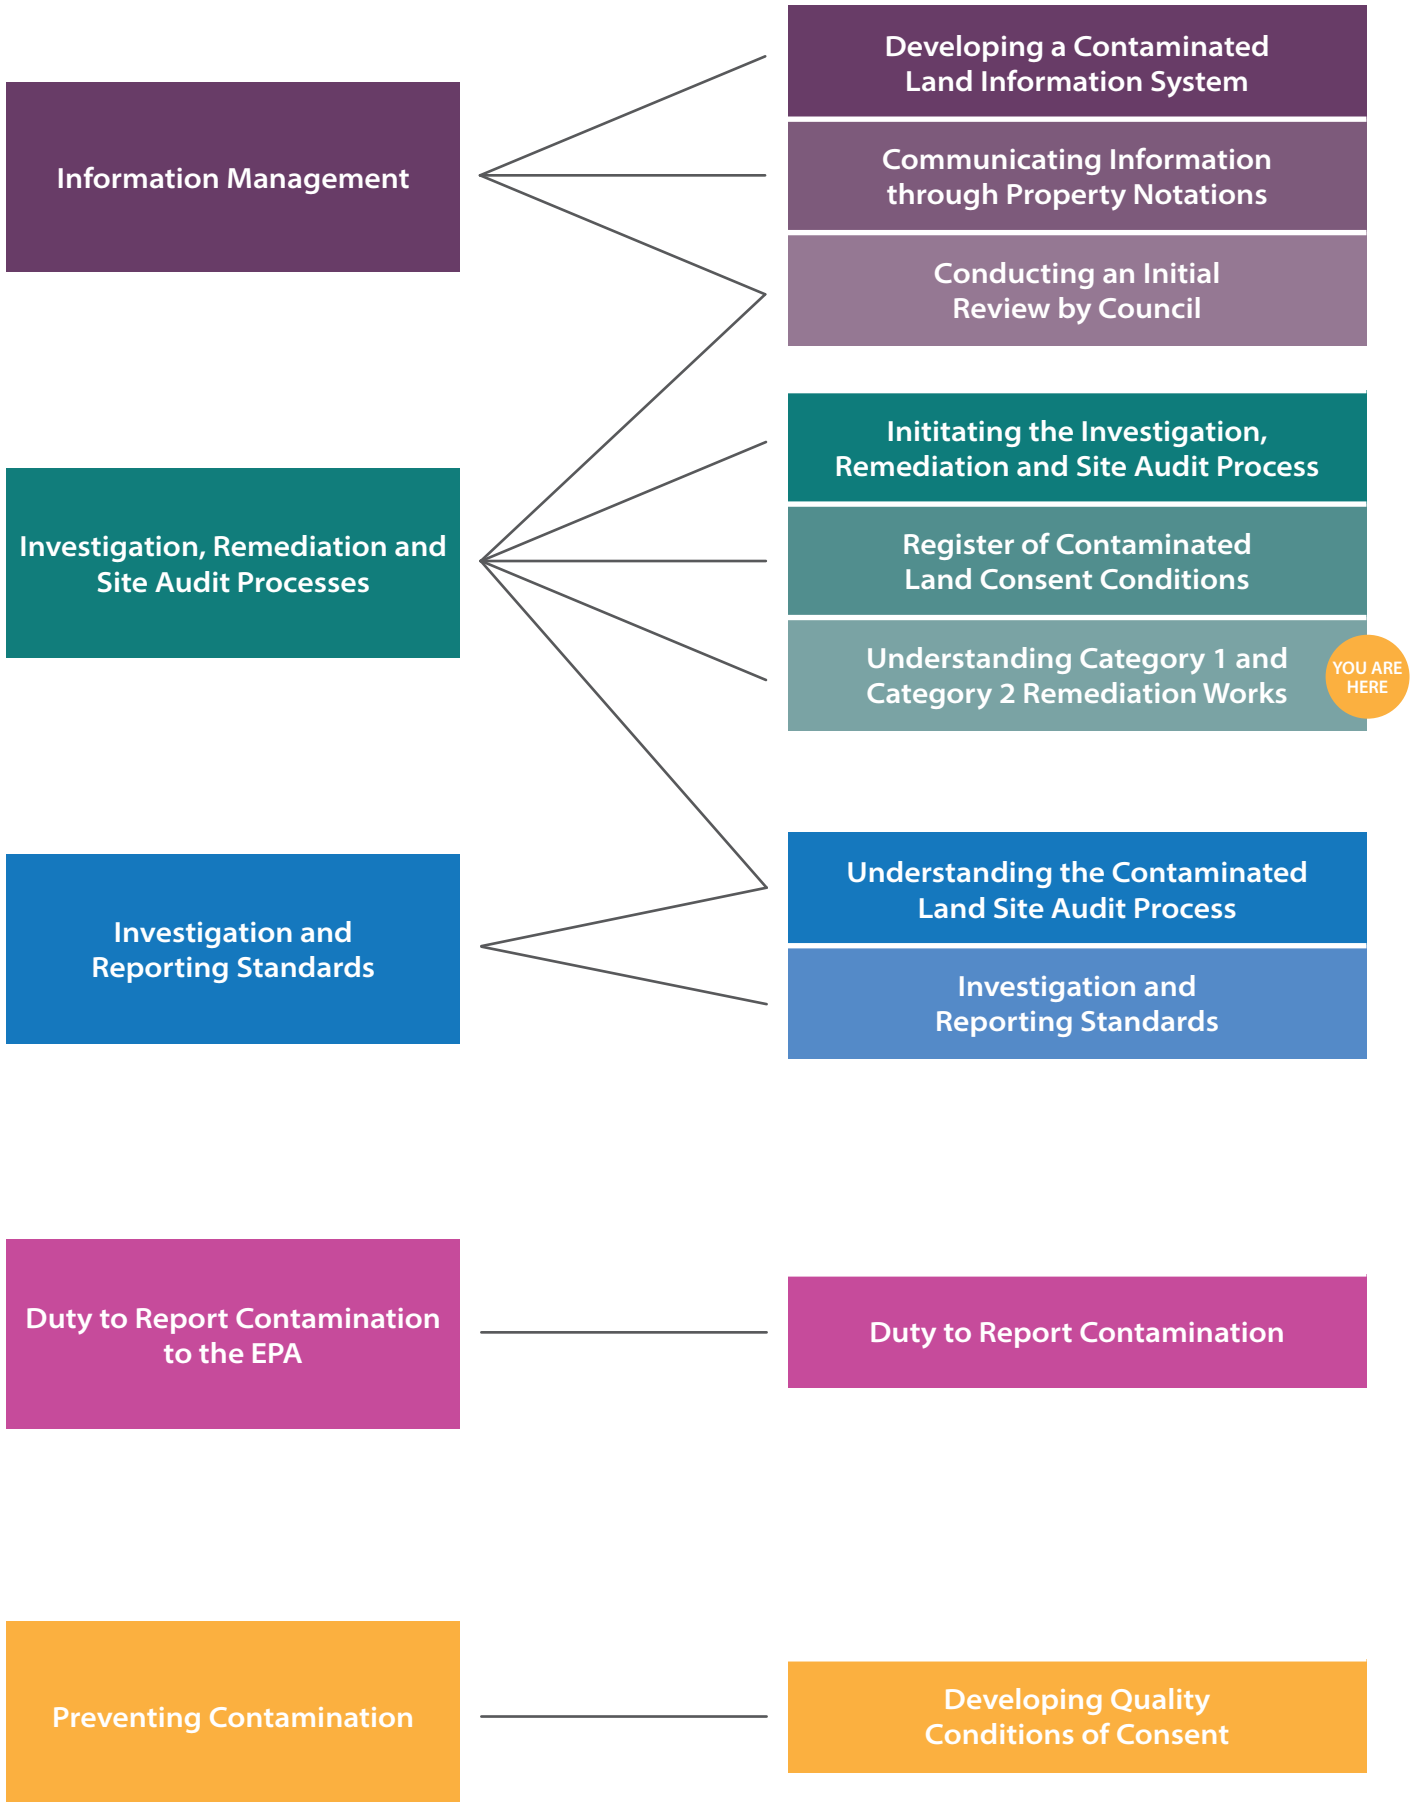 Developing a Contaminated
Land Information System
Information Management
Communicating Information
through Property Notations
Conducting an Initial
Review by Council
Inititating the Investigation,
Remediation and Site Audit Process
Investigation, Remediation and
Site Audit Processes
Register of Contaminated
Land Consent Conditions
Understanding Category 1 and
Category 2 Remediation Works
YOU ARE
HERE
Understanding the Contaminated
Land Site Audit Process
Investigation and
Reporting Standards
Investigation and
Reporting Standards
Duty to Report Contamination
to the EPA
Duty to Report Contamination
Preventing Contamination
Developing Quality
Conditions of Consent